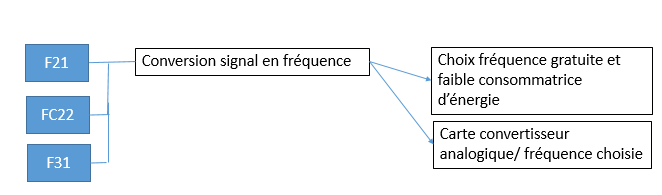 F21
FC22
F31
Conversion signal en fréquence
Choix fréquence gratuite et
faible consommatrice
d'énergie
Carte convertisseur
analogique/ fréquence choisie